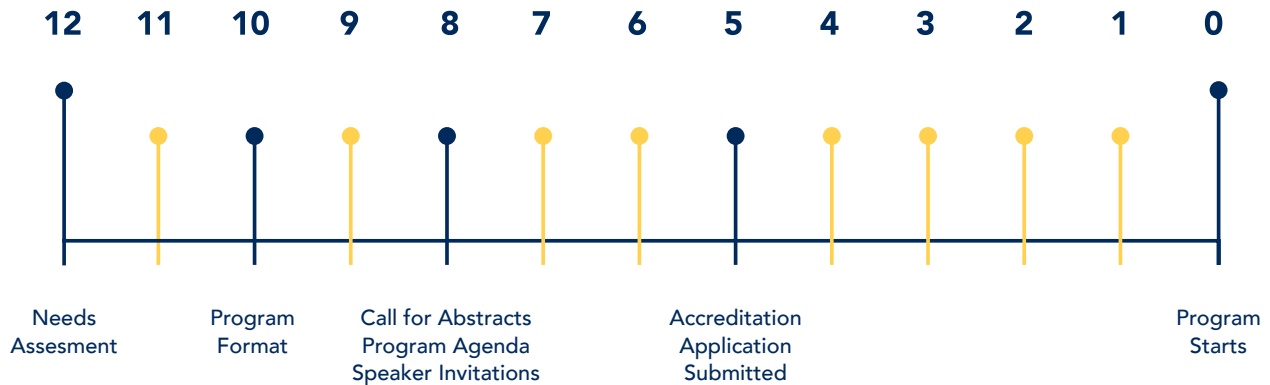 12 11 10 9 8 7 6 5 4 3 2 1 0
Needs
Assesment
Program
Format
Call for Abstracts
Program Agenda
Speaker Invitations
Accreditation
Application
Submitted
Program
Starts